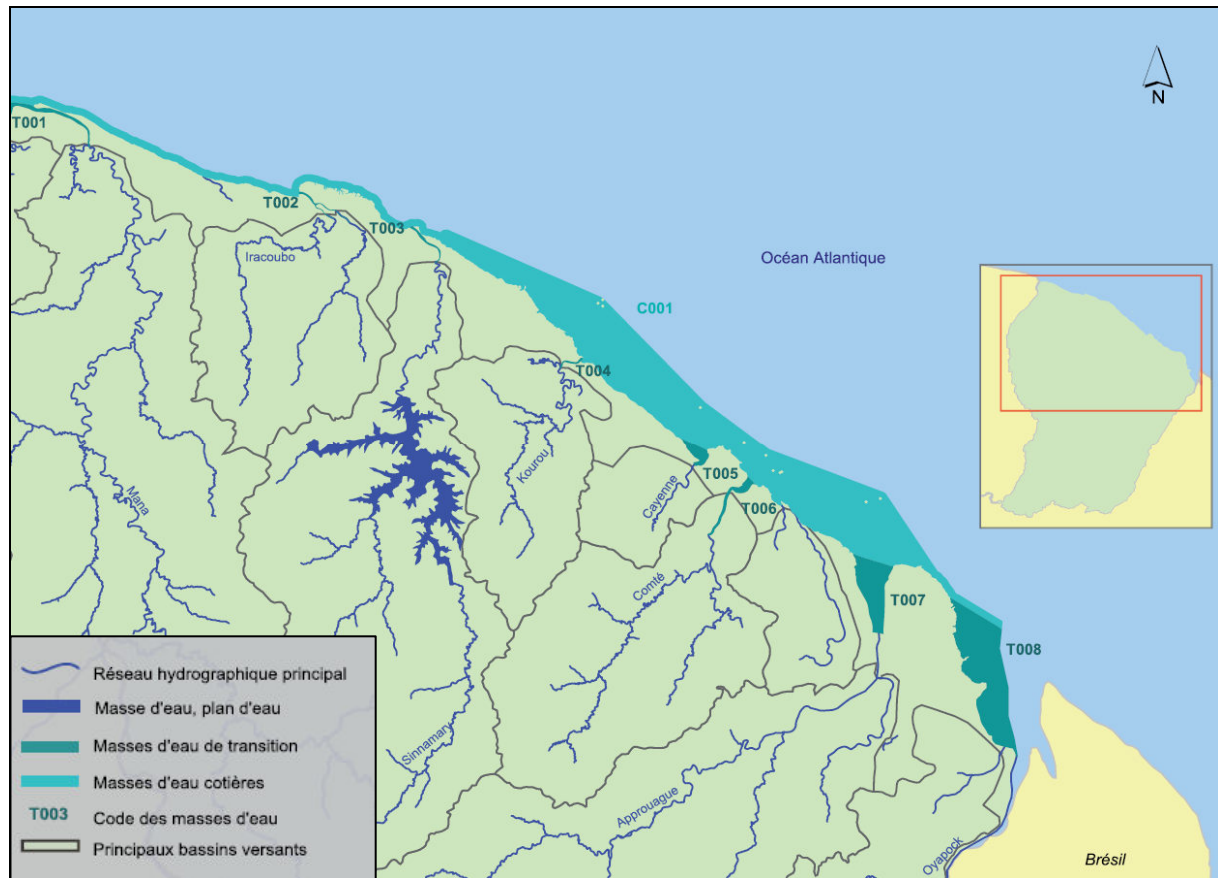 N
T001
T002
T003
Iracoubo
Océan Atlantique
C001
T004
Kourou
T005
Cayenne
T006
Mana
Comté
T007
T008
Sinnamary
Approuague
Oyapock
Brésil
Réseau hydrographique principal
Masse d'eau, plan d'eau
Masses d'eau de transition
Masses d'eau cotières
T003 Code des masses d'eau
Principaux bassins versants